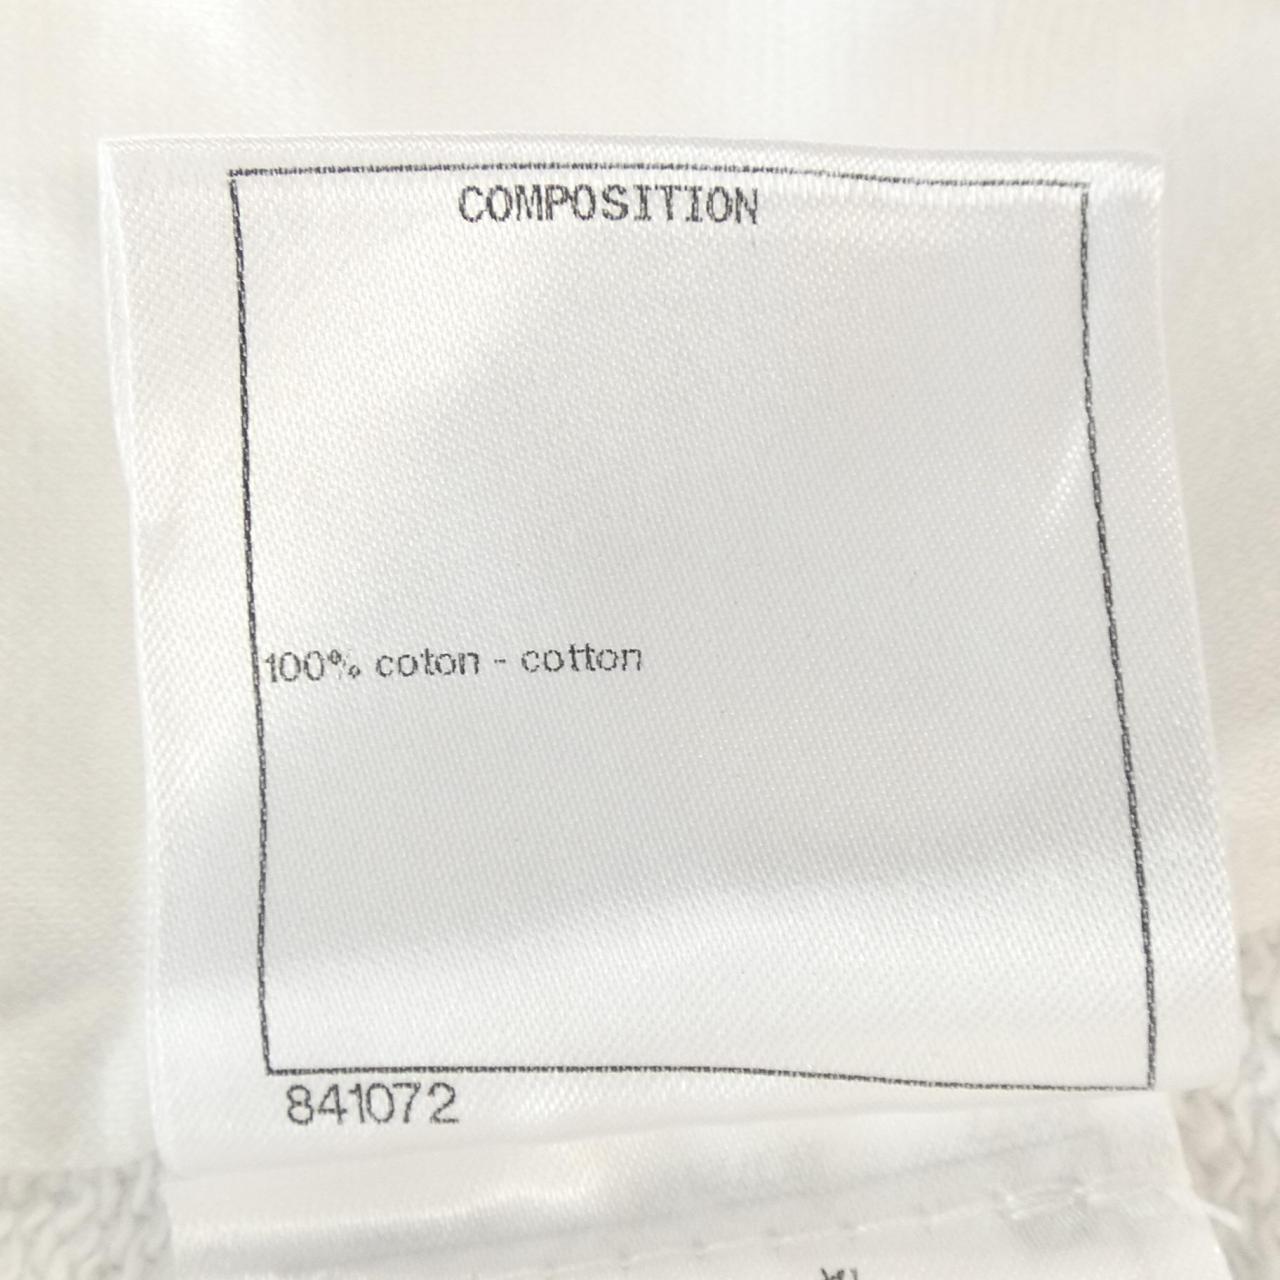 COMPOSITION
100% coton - cotton
841072